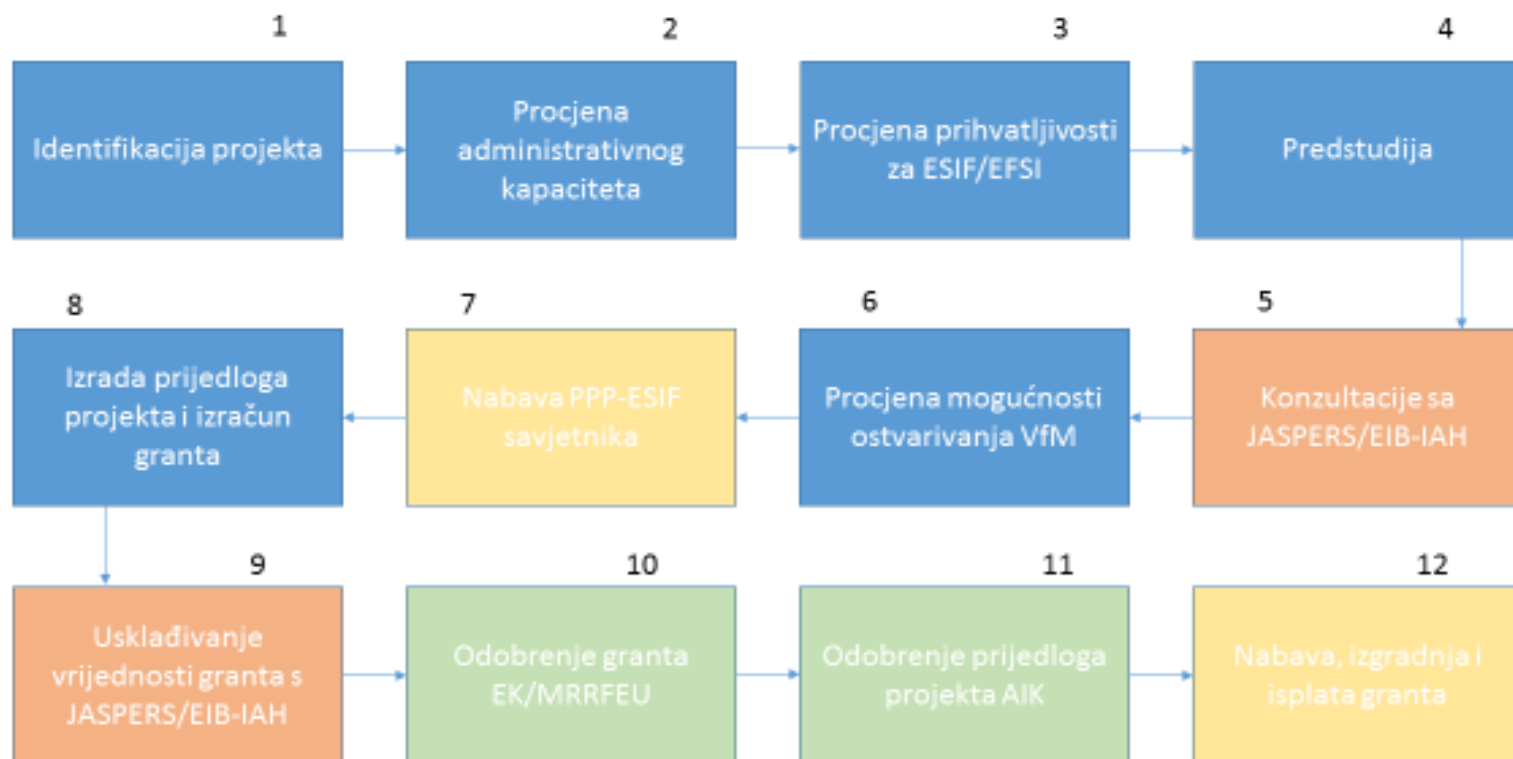 1
Identifikacija projekta
2
Procjena
administrativnog
kapaciteta
3
Procjena prihvatljivosti
za ESIF/EFSI
4
Predstudija
8
Izrada prijedloga
projekta i izračun
granta
7
Nabava PPP-ESIF
savjetnika
6
Procjena mogućnosti
ostvarivanja VfM
5
Konzultacije sa
JASPERS/EIB-IAH
9
Usklađivanje
vrijednosti granta s
JASPERS/EIB-IAH
10
Odobrenje granta
EK/MRRFEU
11
Odobrenje prijedloga
projekta AIK
12
Nabava, izgradnja i
isplata granta